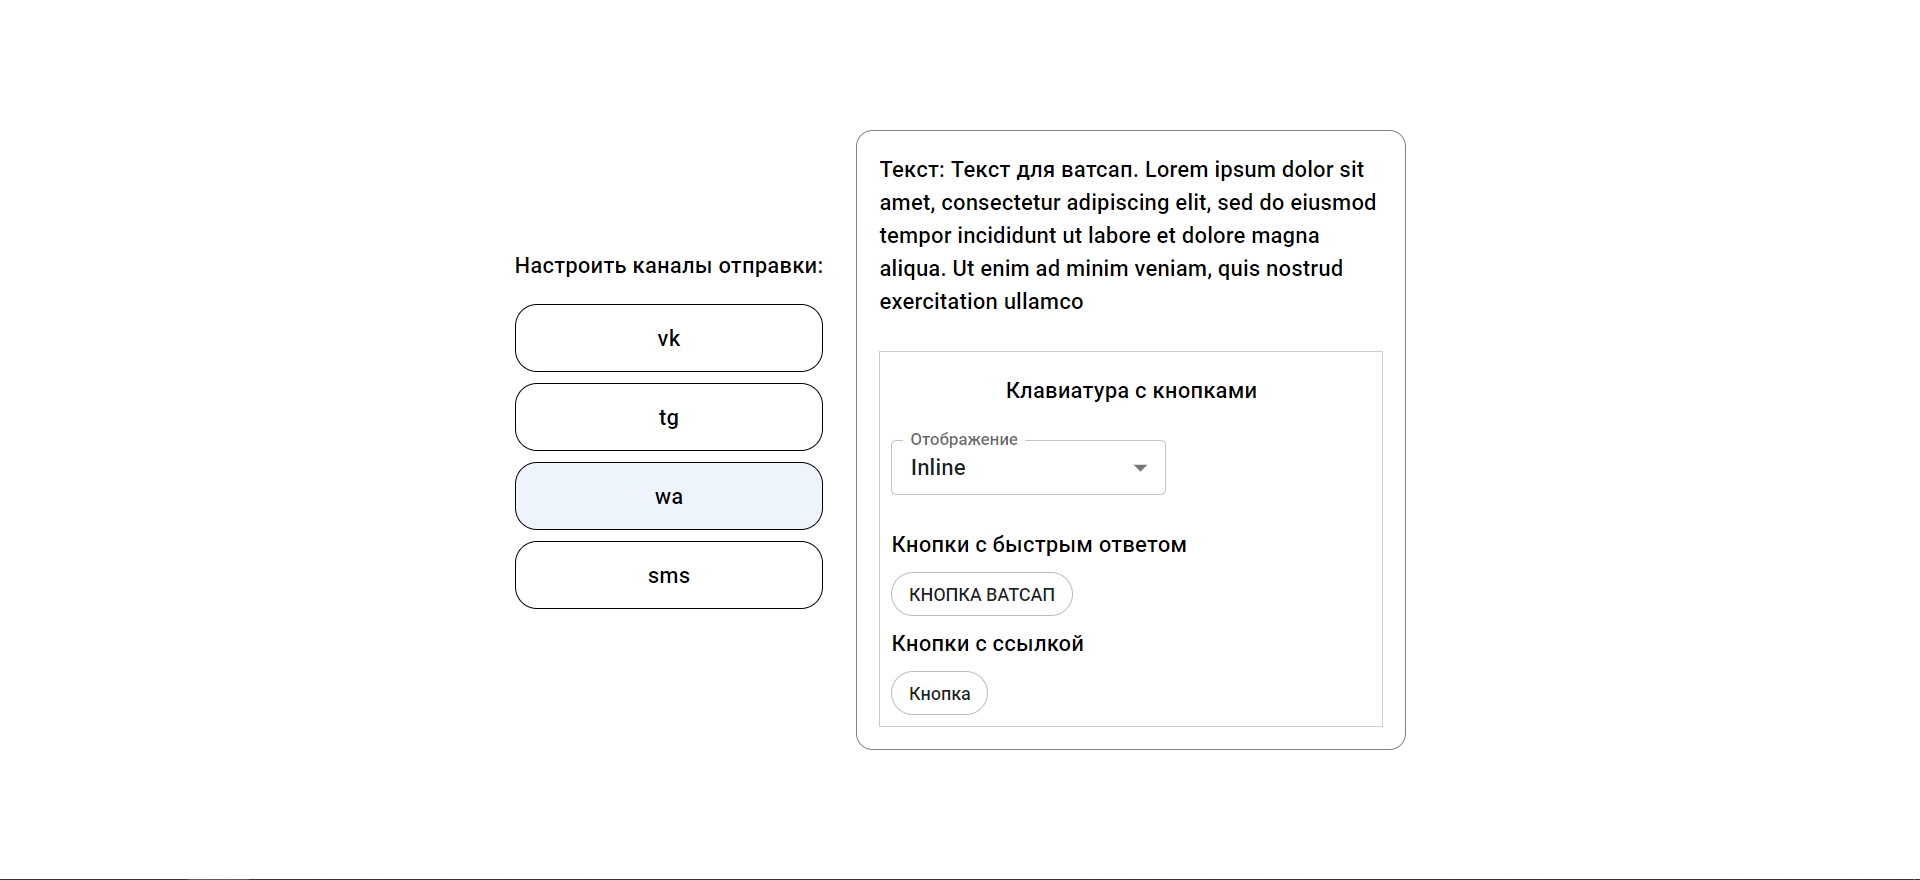 Настроить каналы отправки:
vk
tg
wa
sms
Текст: Текст для ватсап. Lorem ipsum dolor sit
amet, consectetur adipiscing elit, sed do eiusmod
tempor incididunt ut labore et dolore magna
aliqua. Ut enim ad minim veniam, quis nostrud
exercitation ullamco
Клавиатура с кнопками
Отображение
Inline
Кнопки с быстрым ответом
КНОПКА ВАТСАП
Кнопки с ссылкой
Кнопка